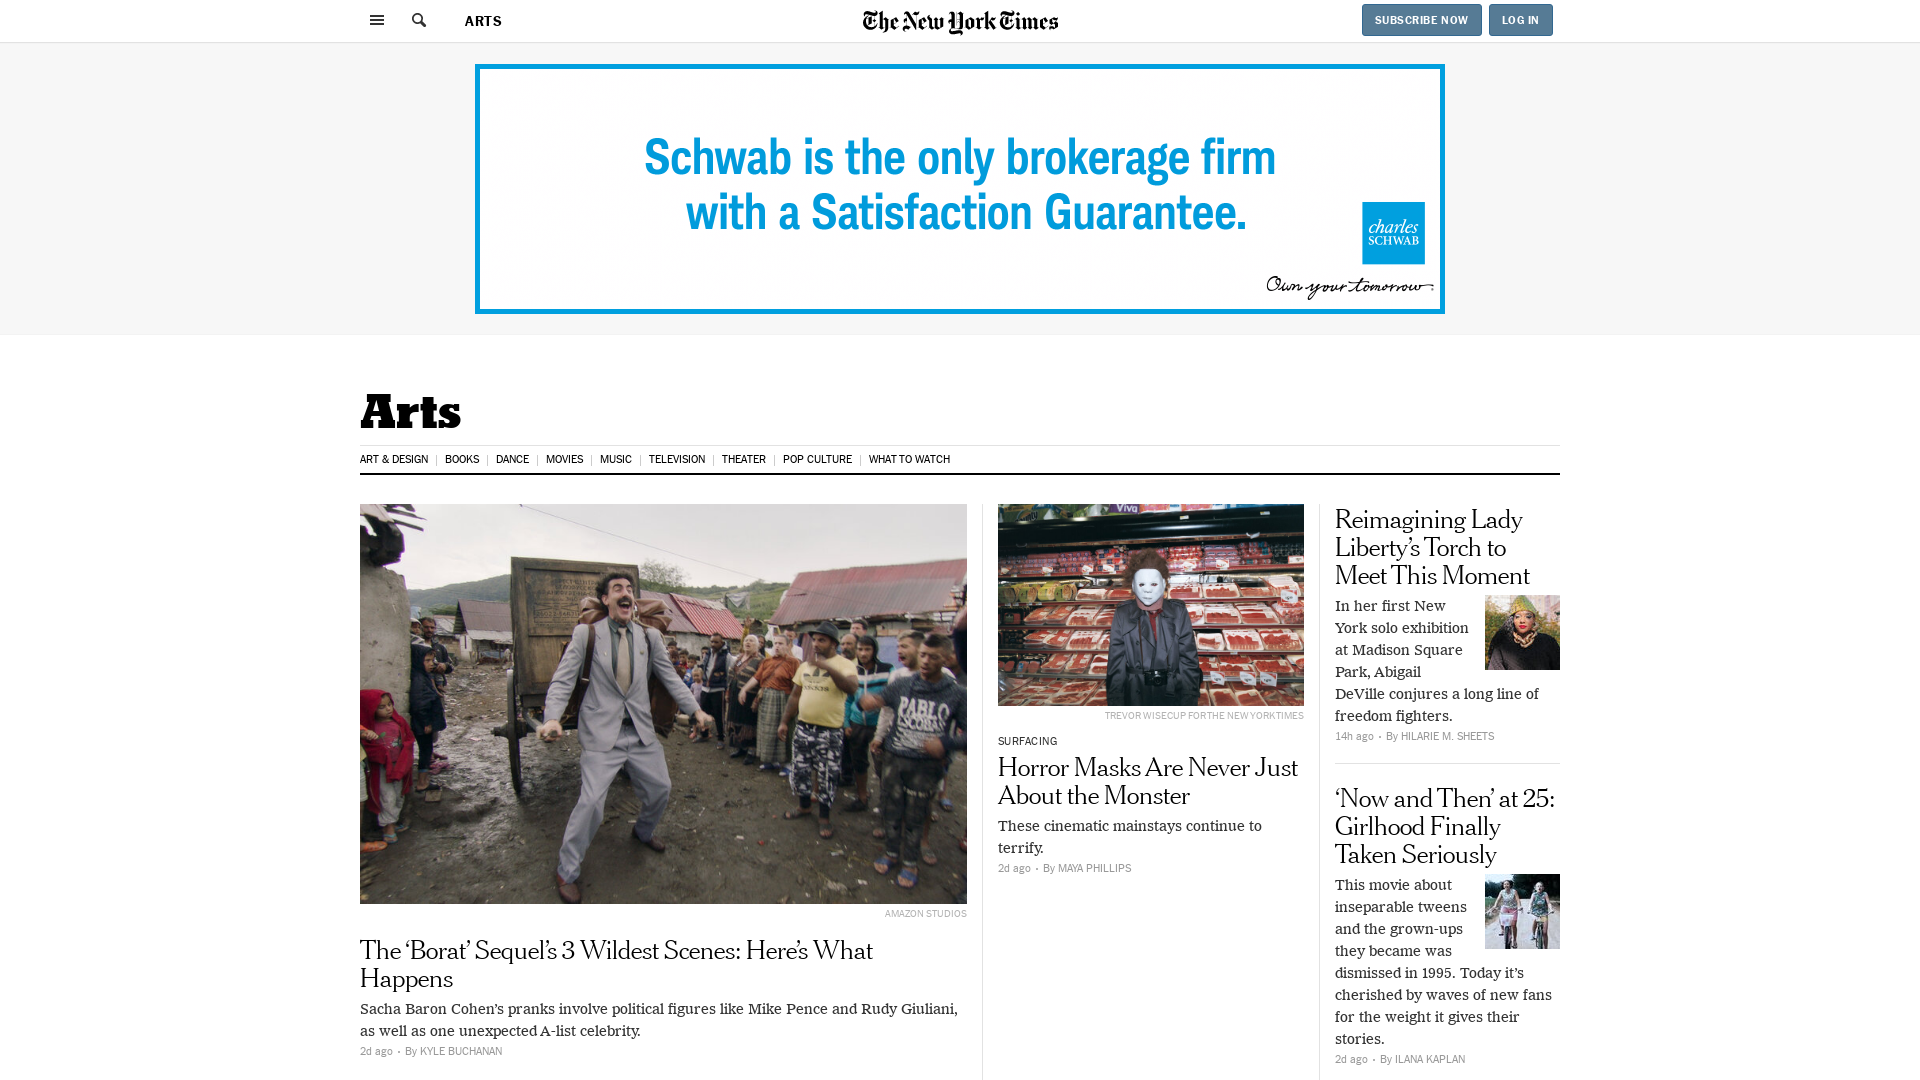 ARTS
The New York Times
SUBSCRIBE NOW
LOG IN
Schwab is the only brokerage firm
with a Satisfaction Guarantee.
charles
SCHWAB
Own your tomorrow.
Arts
ART & DESIGN
BOOKS
DANCE
MOVIES
MUSIC
TELEVISION
THEATER
POP CULTURE
WHAT TO WATCH
adidas
PABLO
ESCOBAR
AMAZON STUDIOS
The ‘Borat’ Sequel’s 3 Wildest Scenes: Here’s What
Happens
Sacha Baron Cohen’s pranks involve political figures like Mike Pence and Rudy Giuliani,
as well as one unexpected A-list celebrity.
2d ago • By KYLE BUCHANAN
Viva
TREVOR WISECUP FOR THE NEW YORK TIMES
SURFACING
Horror Masks Are Never Just
About the Monster
These cinematic mainstays continue to
terrify.
2d ago • By MAYA PHILLIPS
Reimagining Lady
Liberty’s Torch to
Meet This Moment
In her first New
York solo exhibition
at Madison Square
Park, Abigail
DeVille conjures a long line of
freedom fighters.
14h ago • By HILARIE M. SHEETS
‘Now and Then’ at 25:
Girlhood Finally
Taken Seriously
This movie about
inseparable tweens
and the grown-ups
they became was
dismissed in 1995. Today it’s
cherished by waves of new fans
for the weight it gives their
stories.
2d ago • By ILANA KAPLAN